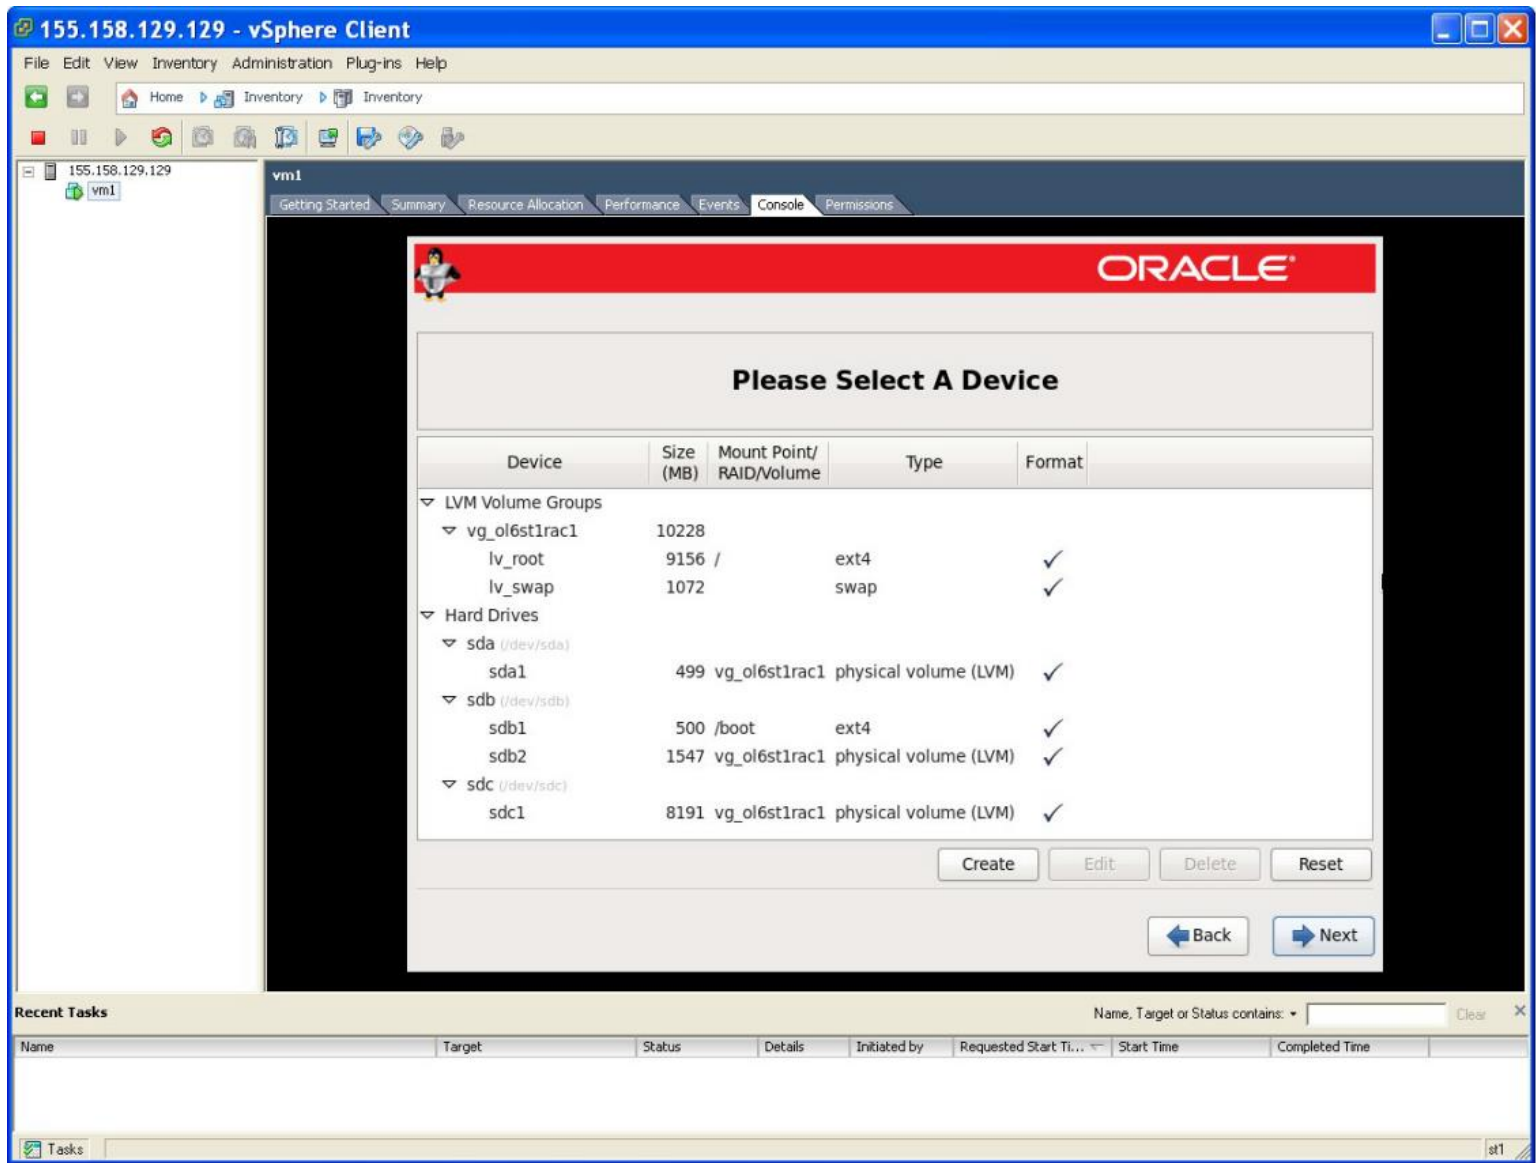 155.158.129.129 - vSphere Client
File Edit View Inventory Administration Plug-ins Help
Home Inventory Inventory
155.158.129.129
vm1
vm1
Getting Started Summary Resource Allocation Performance Events Console Permissions
ORACLE
Please Select A Device
Device Size (MB) Mount Point/ RAID/Volume Type Format
LVM Volume Groups
vg_ol6st1rac1 10228
lv_root 9156 / ext4
lv_swap 1072 swap
Hard Drives
sda (/dev/sda)
sda1 499 vg_ol6st1rac1 physical volume (LVM)
sdb (/dev/sdb)
sdb1 500 /boot ext4
sdb2 1547 vg_ol6st1rac1 physical volume (LVM)
sdc (/dev/sdc)
sdc1 8191 vg_ol6st1rac1 physical volume (LVM)
Create Edit Delete Reset
Back Next
Recent Tasks Name, Target or Status contains: Clear
Name Target Status Details Initiated by Requested Start Ti... Start Time Completed Time
Tasks st1